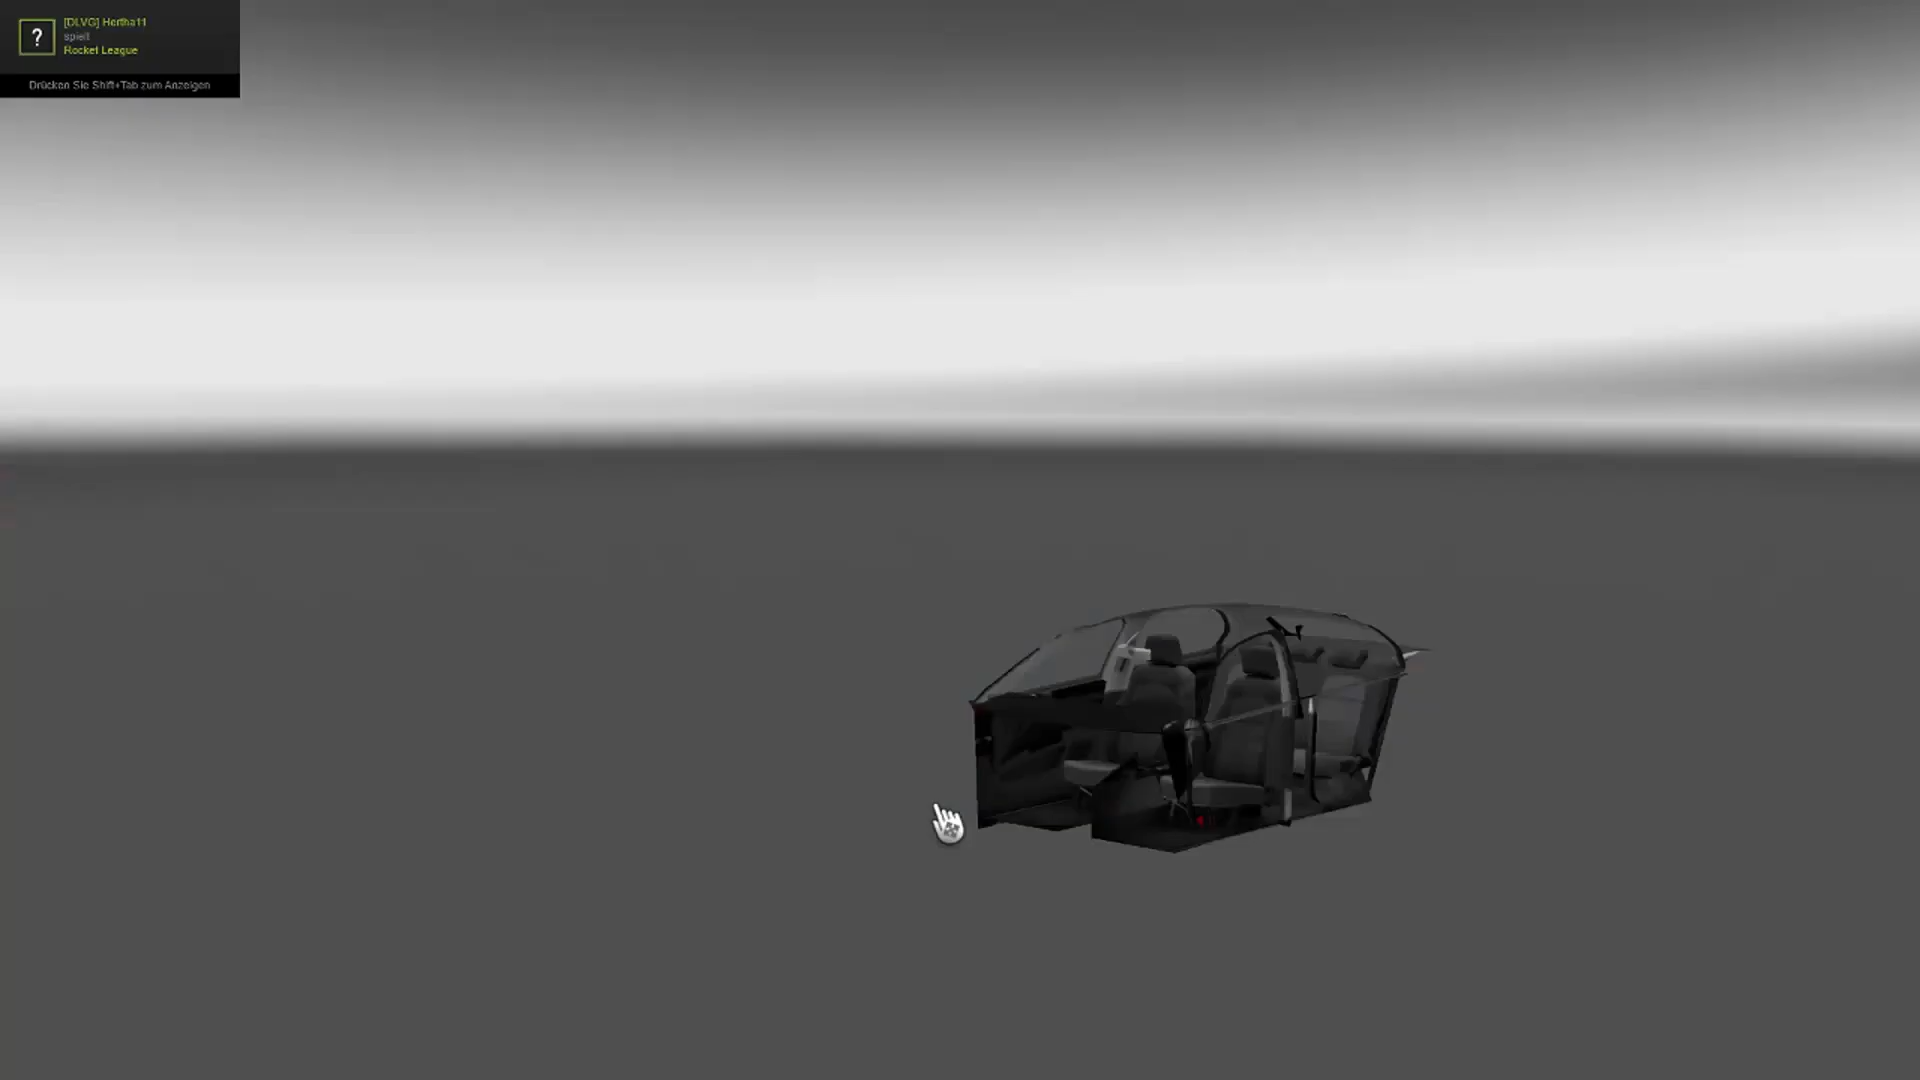 [DLVG] Hertha11
spielt
Rocket League
Drücken Sie Shift+Tab zum Anzeigen